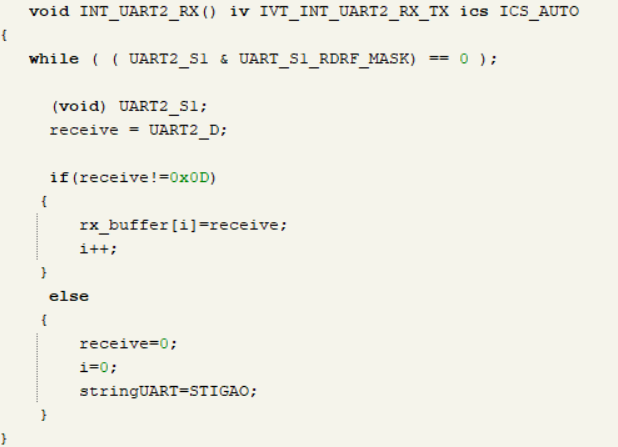 void INT_UART2_RX() iv IVT_INT_UART2_RX_TX ics ICS_AUTO
{
while ( ( UART2_S1 & UART_S1_RDRF_MASK) == 0 );
(void) UART2_S1;
receive = UART2_D;
if(receive!=0x0D)
{
rx_buffer[i]=receive;
i++;
}
else
{
receive=0;
i=0;
stringUART=STIGAO;
}
}